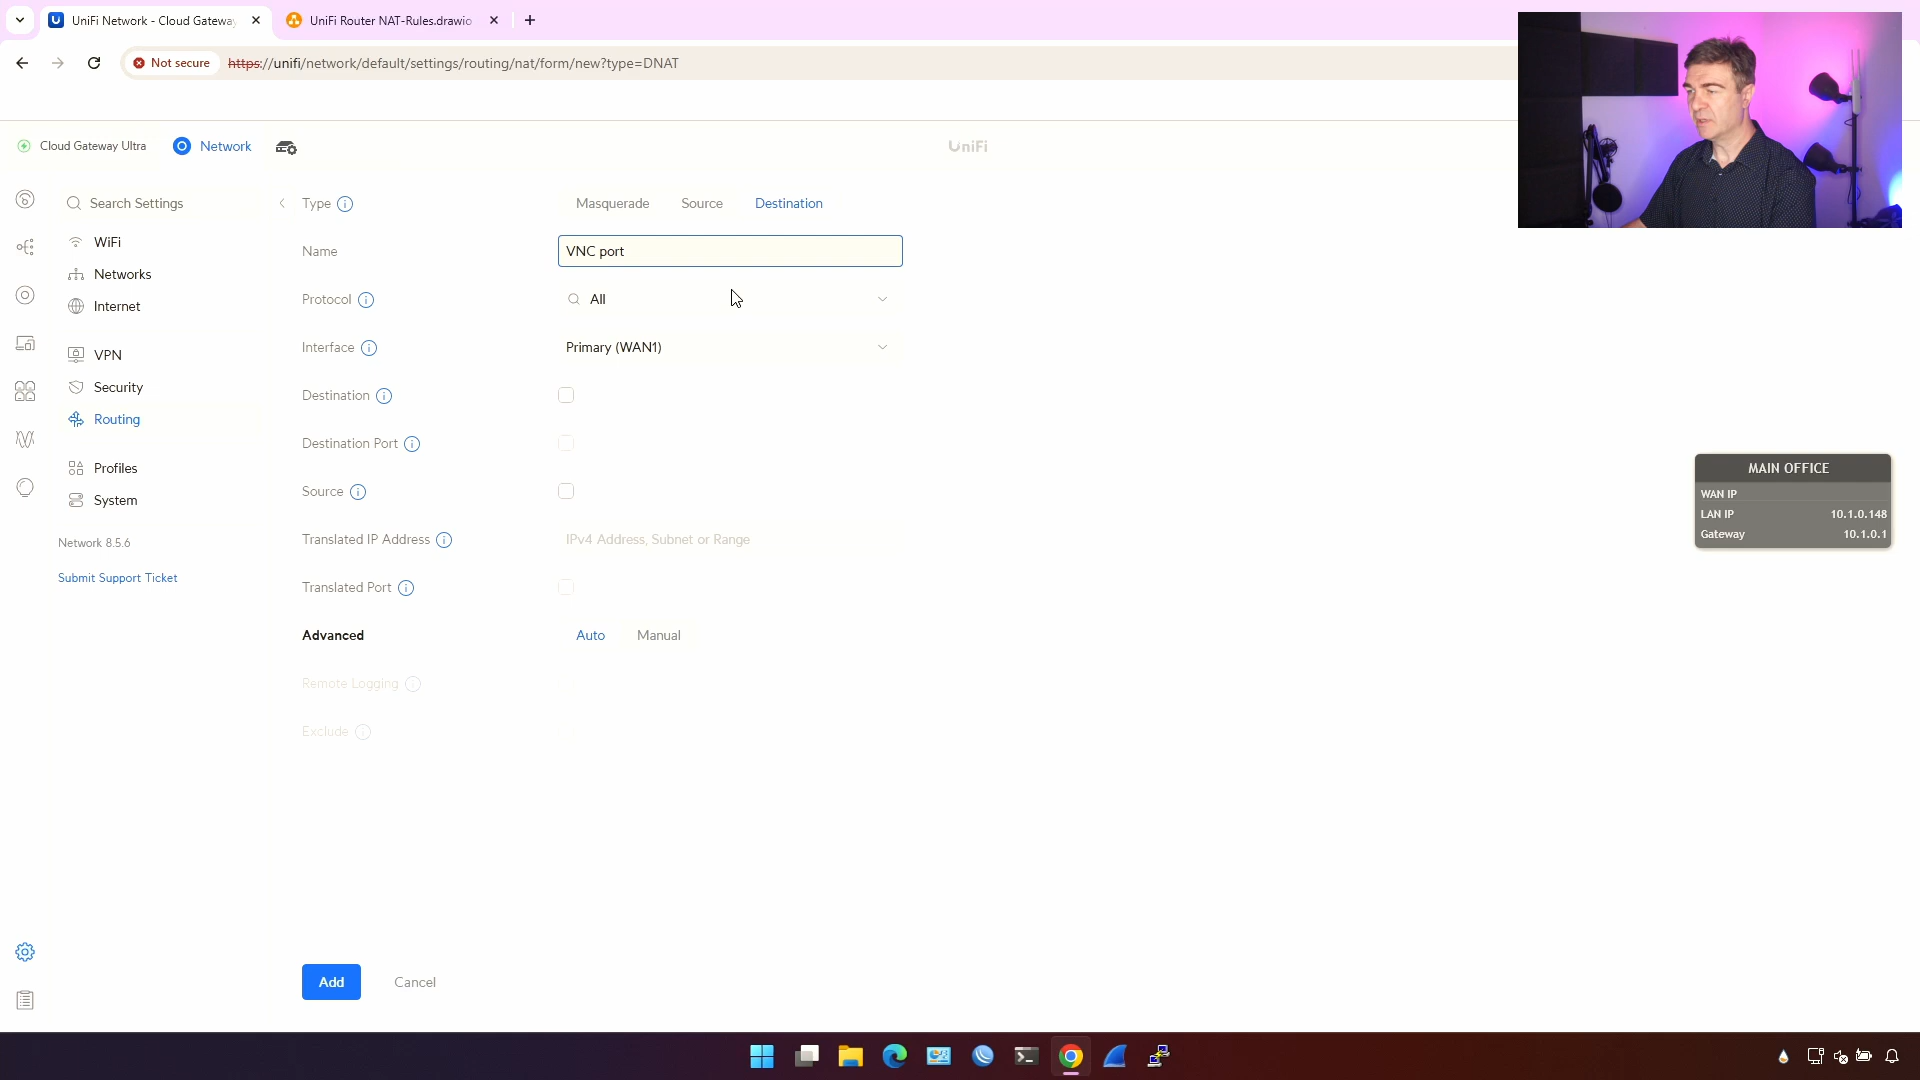 UniFi Network - Cloud Gateway
UniFi Router NAT-Rules.drawio
Not secure
https://unifi/network/default/settings/routing/nat/form/new?type=DNAT
Cloud Gateway Ultra
Network
UniFi
Search Settings
WiFi
Networks
Internet
VPN
Security
Routing
Profiles
System
Network 8.5.6
Submit Support Ticket
Type
Masquerade
Source
Destination
Name
VNC port
Protocol
All
Interface
Primary (WAN1)
Destination
Destination Port
Source
Translated IP Address
IPv4 Address, Subnet or Range
Translated Port
Advanced
Auto
Manual
Remote Logging
Exclude
Add
Cancel
MAIN OFFICE
WAN IP
LAN IP 10.1.0.148
Gateway 10.1.0.1